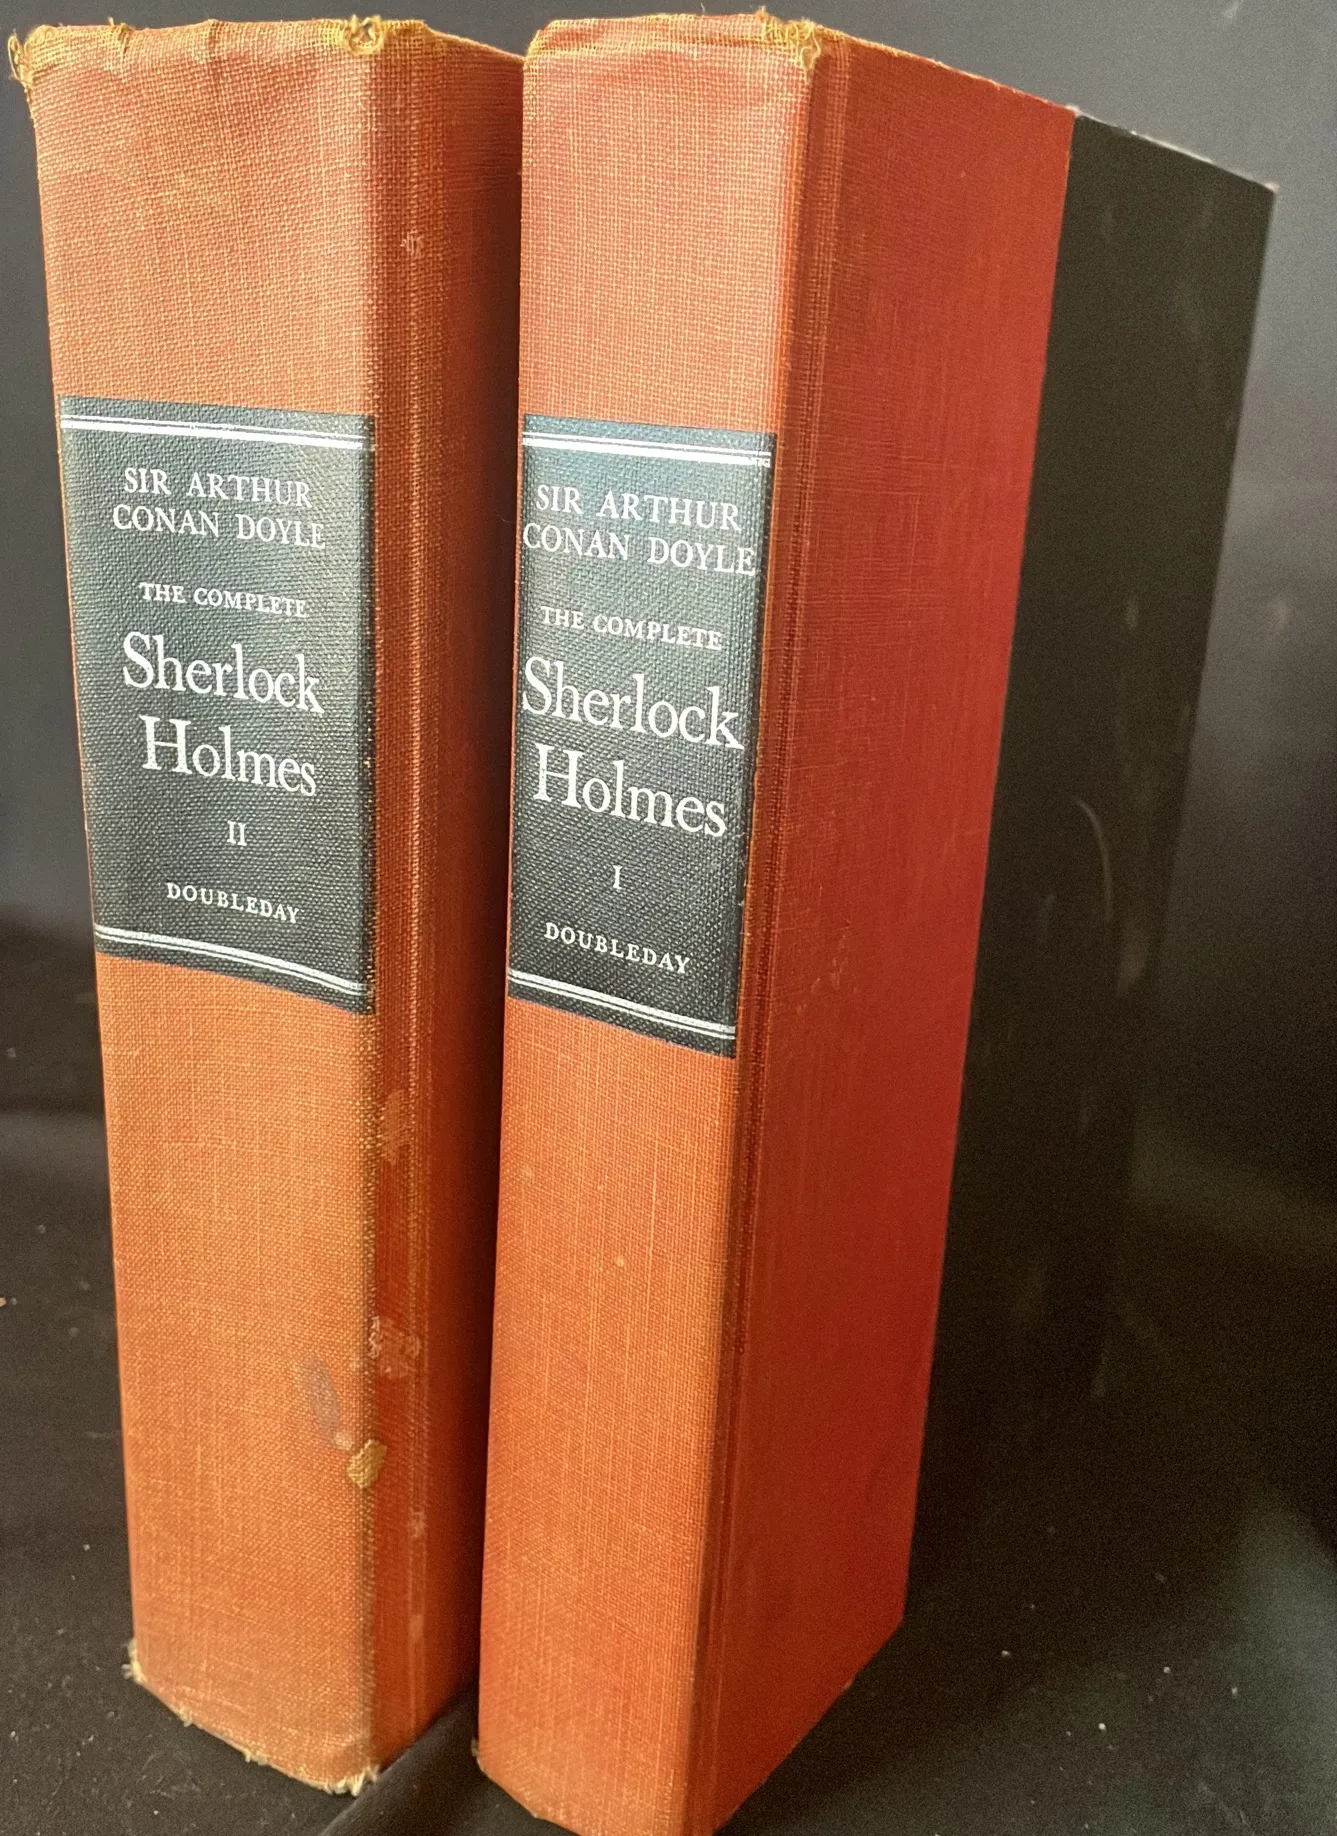 SIR ARTHUR
CONAN DOYLE
THE COMPLETE
Sherlock
Holmes
II
DOUBLEDAY
SIR ARTHUR
CONAN DOYLE
THE COMPLETE
Sherlock
Holmes
I
DOUBLEDAY